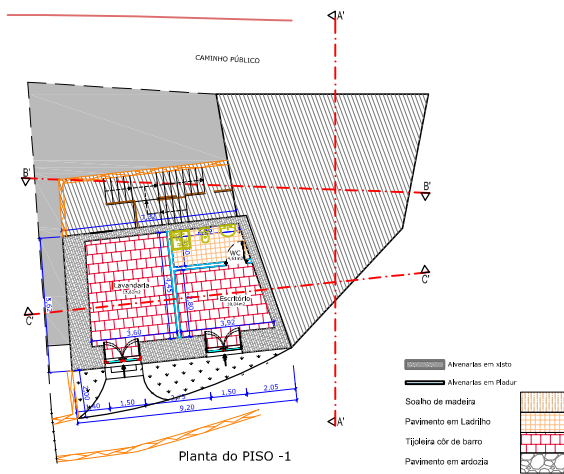 A'
CAMINHO PÚBLICO
B'
B'
WC
Lavandaria
Escritório
C'
C'
3,60
3,92
1,50
1,50
2,05
9,20
A'
Planta do PISO -1
Alvenarias em xisto
Alvenarias em Pladur
Soalho de madeira
Pavimento em Ladrilho
Tijoleira côr de barro
Pavimento em ardozia